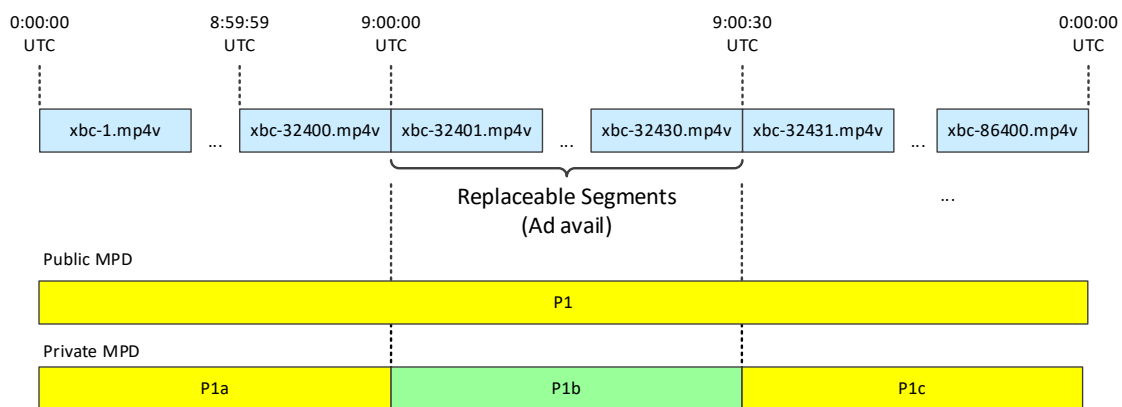 0:00:00
UTC
8:59:59
UTC
9:00:00
UTC
9:00:30
UTC
0:00:00
UTC
xbc-1.mp4v
...
xbc-32400.mp4v
xbc-32401.mp4v
...
xbc-32430.mp4v
xbc-32431.mp4v
...
xbc-86400.mp4v
Replaceable Segments
(Ad avail)
...
Public MPD
P1
Private MPD
P1a
P1b
P1c